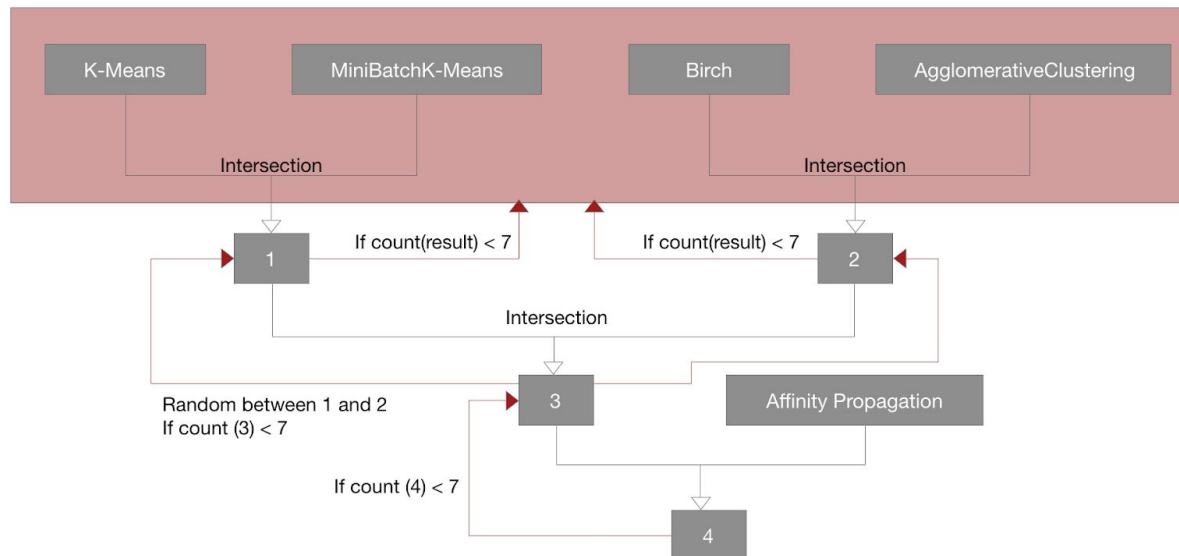 K-Means
MiniBatchK-Means
Birch
AgglomerativeClustering
Intersection
Intersection
1
If count(result) < 7
If count(result) < 7
2
Intersection
3
Affinity Propagation
Random between 1 and 2
If count (3) < 7
If count (4) < 7
4